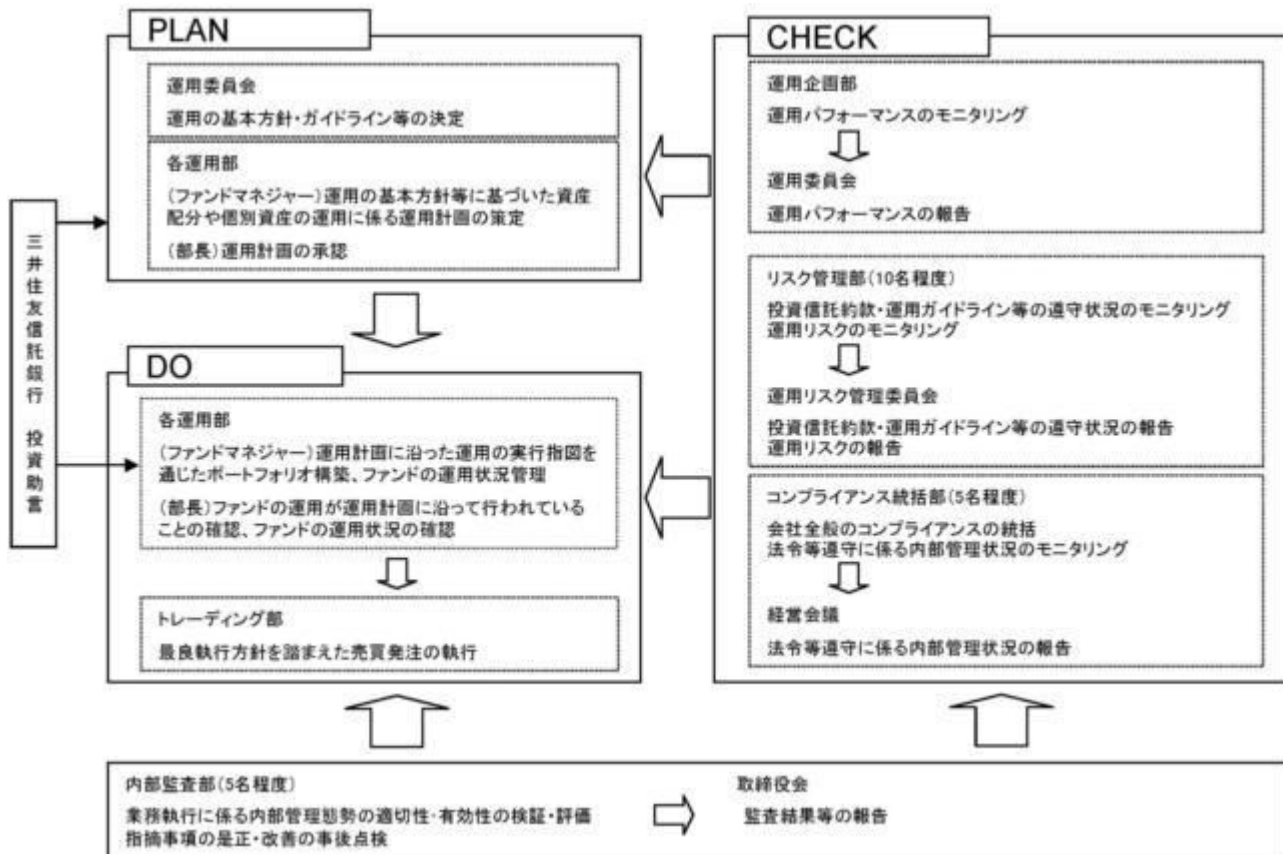 PLAN
運用委員会
運用の基本方針・ガイドライン等の決定
各運用部
(ファンドマネジャー)運用の基本方針等に基づいた資産
配分や個別資産の運用に係る運用計画の策定
(部長)運用計画の承認
三井住友信託銀行 投資助言
DO
各運用部
(ファンドマネジャー)運用計画に沿った運用の実行指図を
通じたポートフォリオ構築、ファンドの運用状況管理
(部長)ファンドの運用が運用計画に沿って行われている
ことの確認、ファンドの運用状況の確認
トレーディング部
最良執行方針を踏まえた売買発注の執行
CHECK
運用企画部
運用パフォーマンスのモニタリング
運用委員会
運用パフォーマンスの報告
リスク管理部(10名程度)
投資信託約款・運用ガイドライン等の遵守状況のモニタリング
運用リスクのモニタリング
運用リスク管理委員会
投資信託約款・運用ガイドライン等の遵守状況の報告
運用リスクの報告
コンプライアンス統括部(5名程度)
会社全般のコンプライアンスの統括
法令等遵守に係る内部管理状況のモニタリング
経営会議
法令等遵守に係る内部管理状況の報告
内部監査部(5名程度)
業務執行に係る内部管理態勢の適切性・有効性の検証・評価
指摘事項の是正・改善の事後点検
取締役会
監査結果等の報告